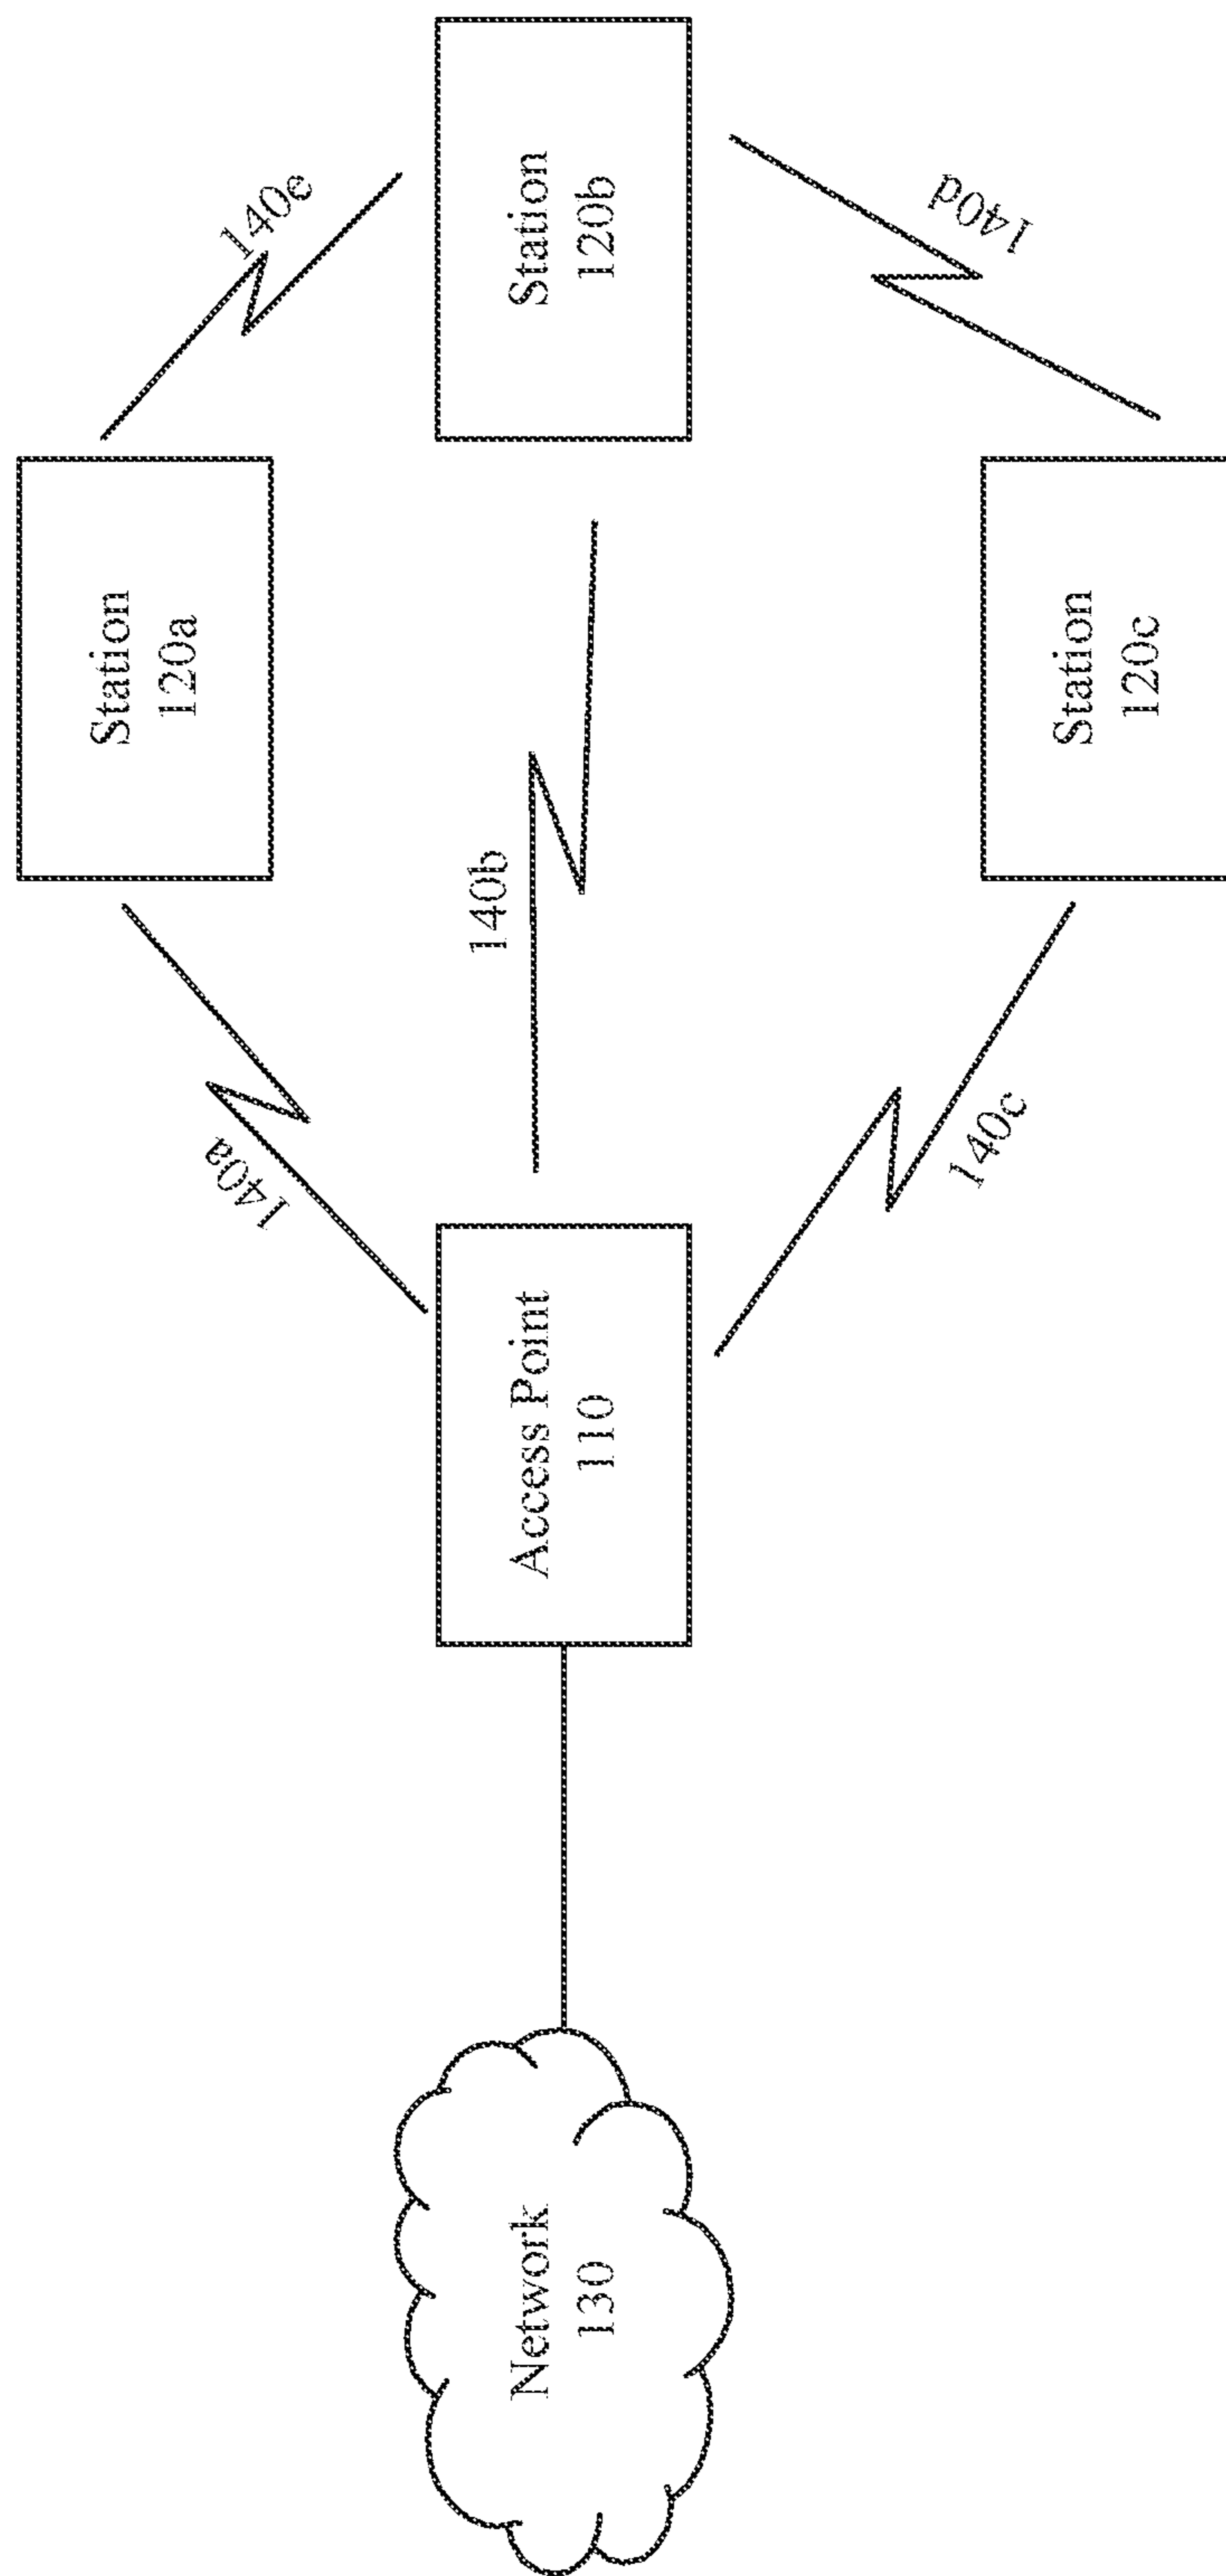 Station
120a
140e
140a
Station
120b
140b
Access Point
110
Network
130
140d
140c
Station
120c